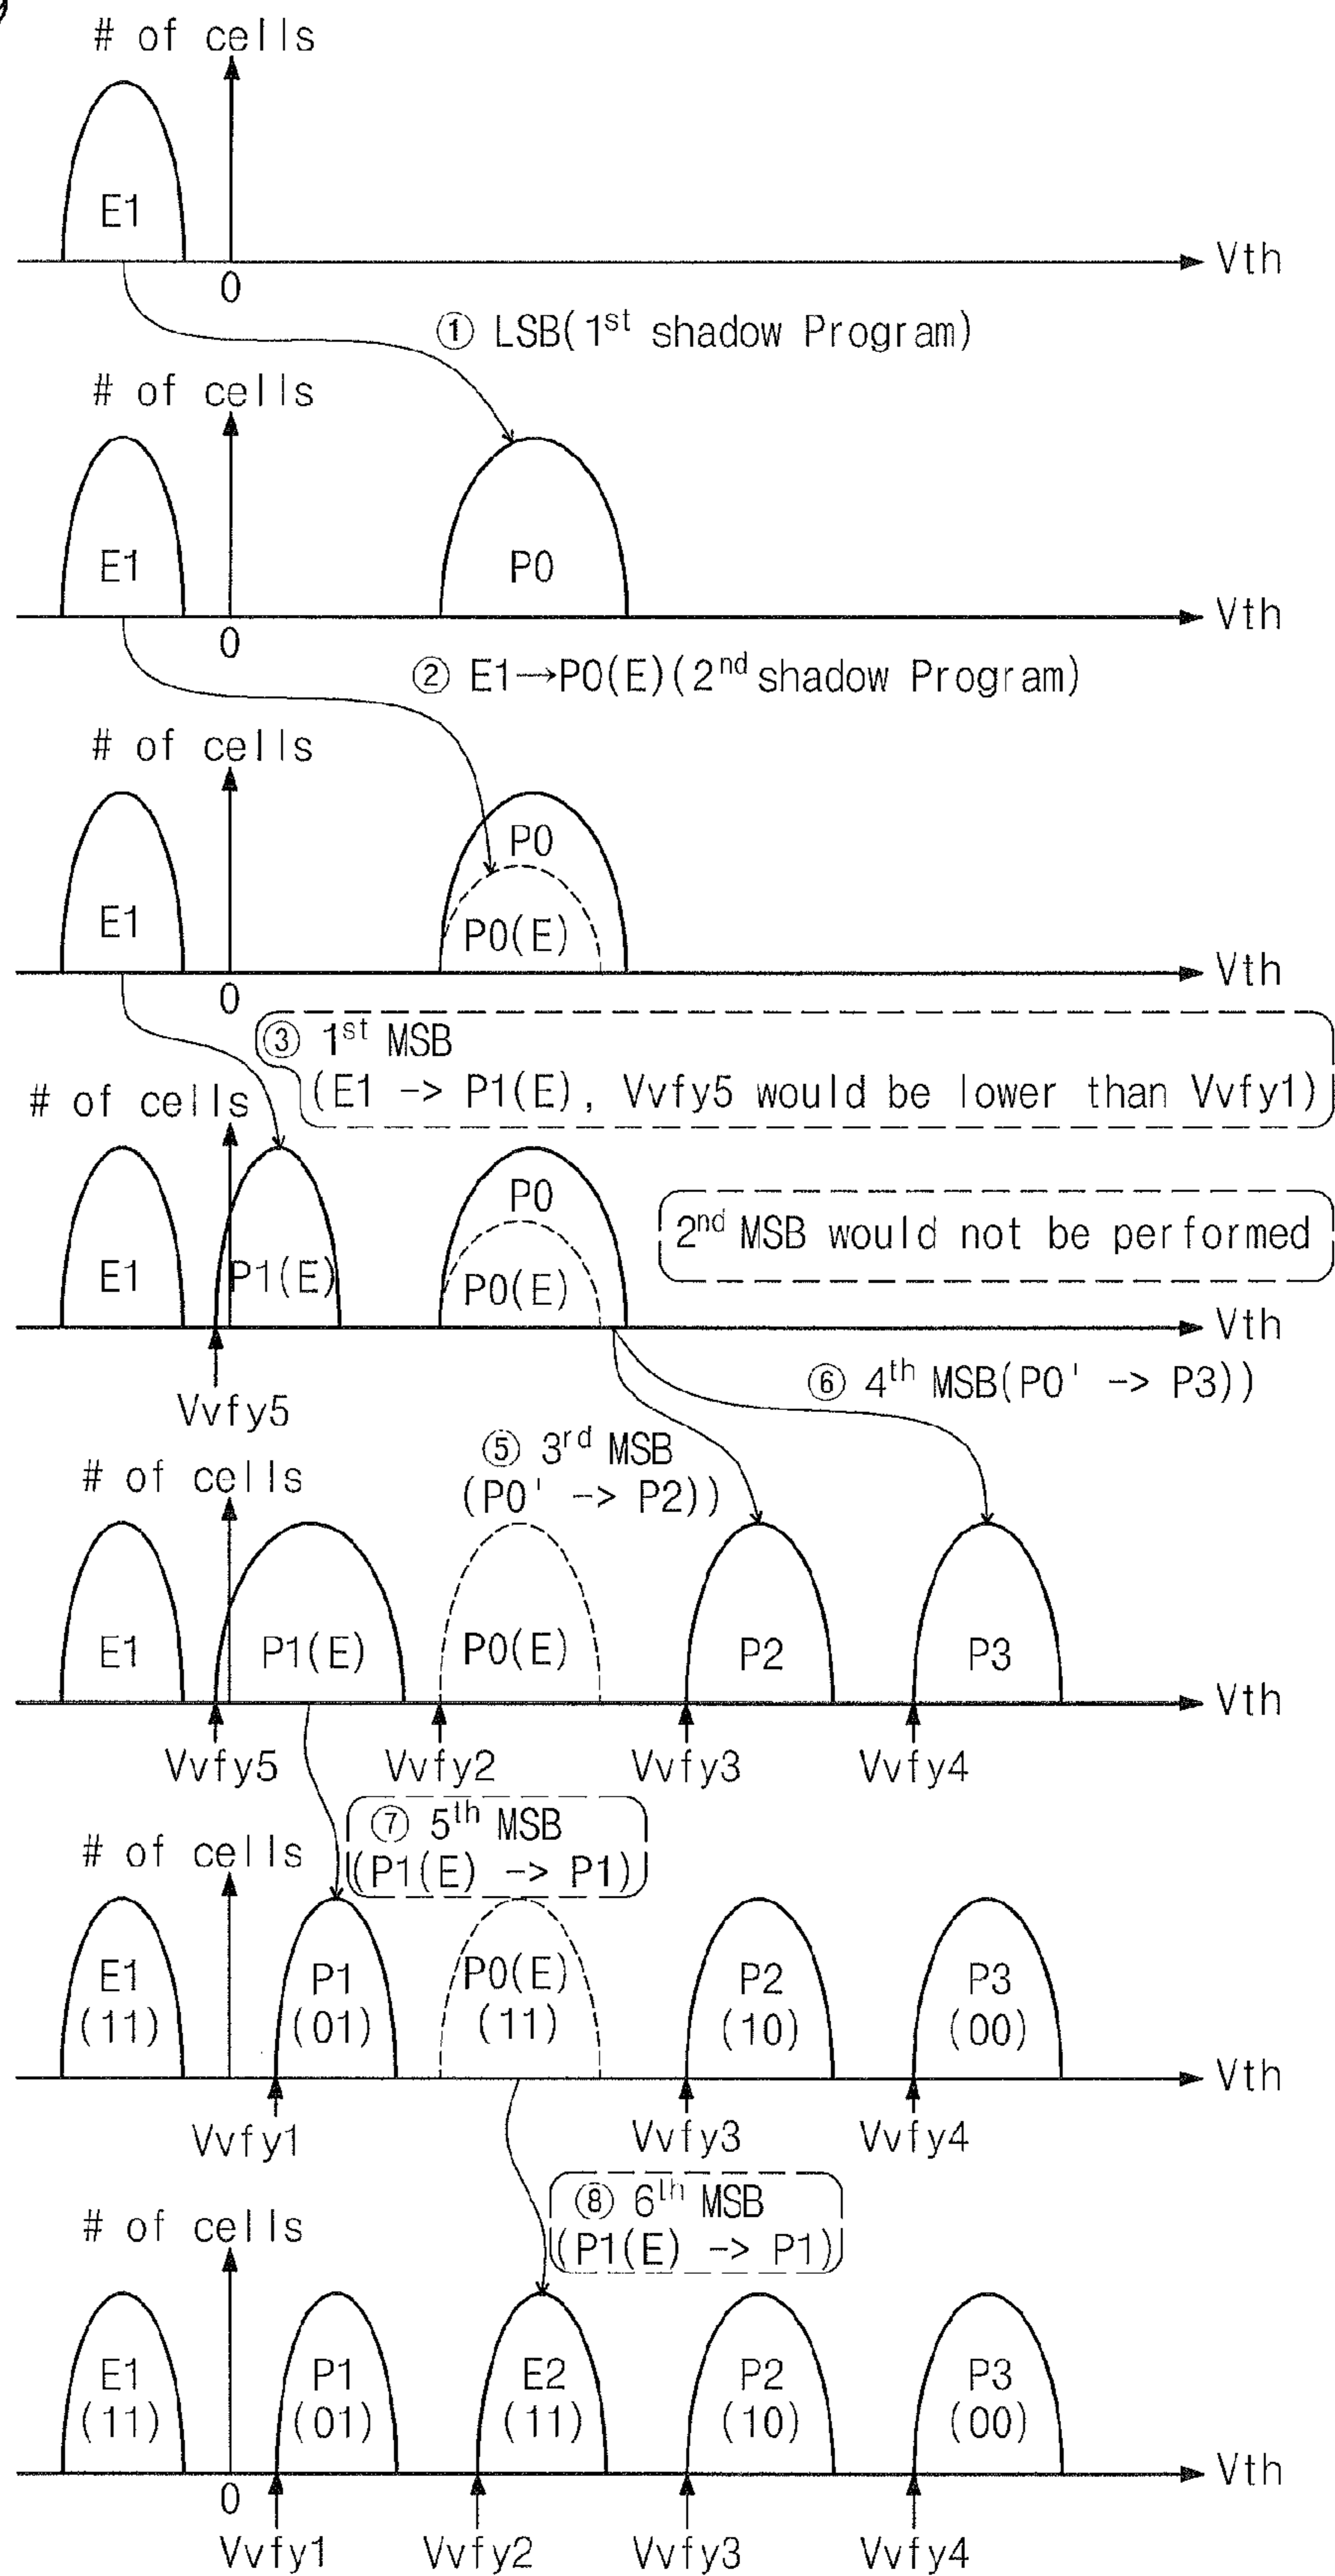 # of cells
E1
0
Vth
① LSB(1st shadow Program)
# of cells
E1
P0
0
Vth
② E1→P0(E)(2nd shadow Program)
# of cells
E1
P0
P0(E)
0
Vth
③ 1st MSB
(E1 -> P1(E), Vvfy5 would be lower than Vvfy1)
# of cells
E1
P1(E)
P0
P0(E)
2nd MSB would not be performed
Vth
Vvfy5
⑥ 4th MSB(P0' -> P3))
⑤ 3rd MSB
(P0' -> P2))
# of cells
E1
P1(E)
P0(E)
P2
P3
Vth
Vvfy5
Vvfy2
Vvfy3
Vvfy4
⑦ 5th MSB
(P1(E) -> P1)
# of cells
E1
(11)
P1
(01)
P0(E)
(11)
P2
(10)
P3
(00)
Vth
Vvfy1
Vvfy3
Vvfy4
⑧ 6th MSB
(P1(E) -> P1)
# of cells
E1
(11)
P1
(01)
E2
(11)
P2
(10)
P3
(00)
0
Vth
Vvfy1
Vvfy2
Vvfy3
Vvfy4